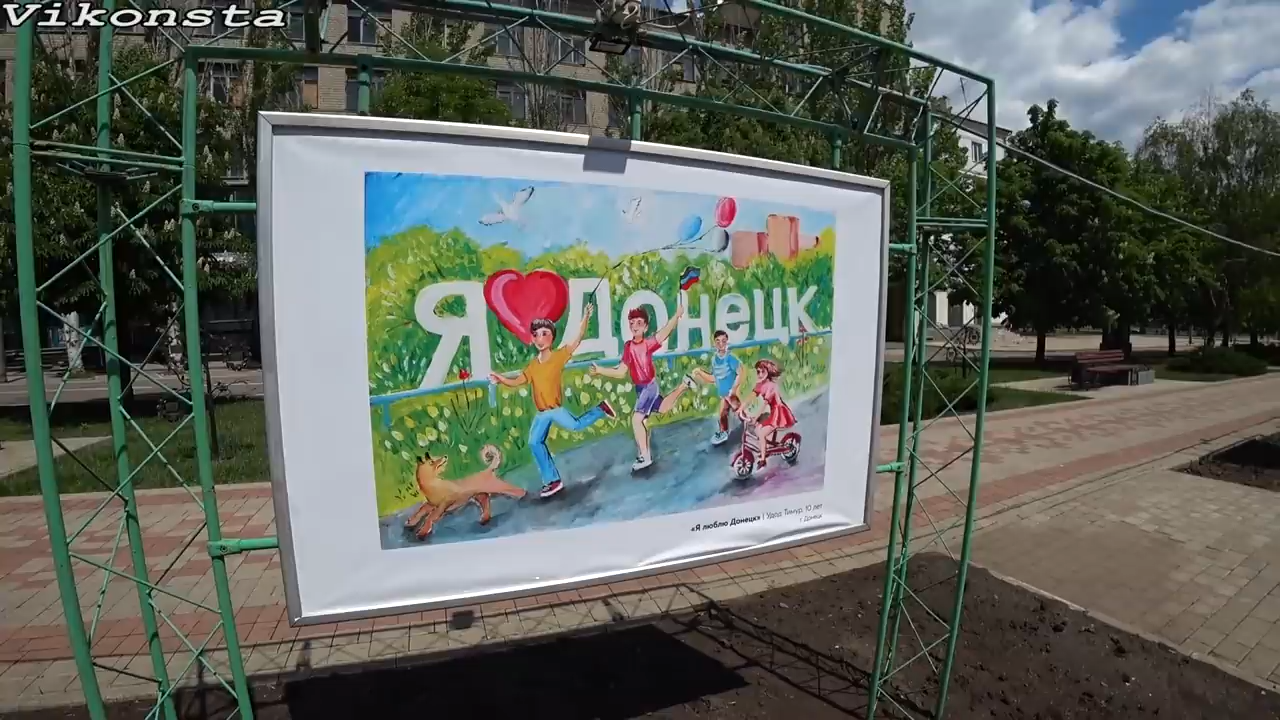 Vikonsta
Я Донецк
«Я люблю Донецк» | Удод Тимур, 10 лет
г. Донецк